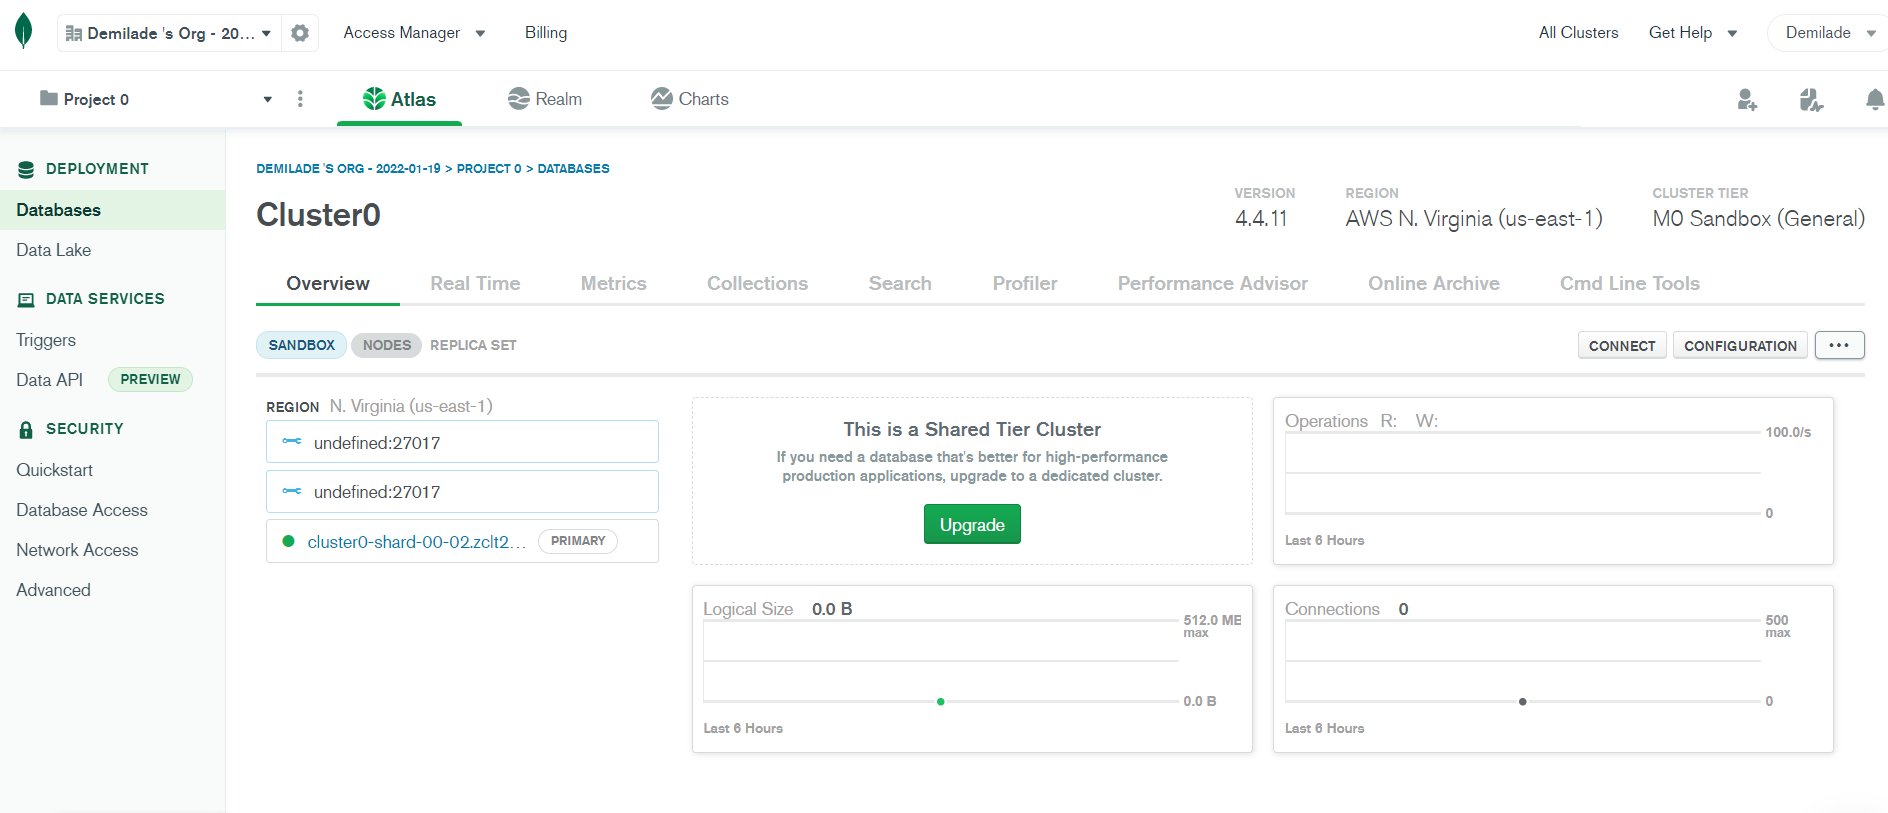 Demilade 's Org - 20...
Access Manager
Billing
All Clusters
Get Help
Demilade
Project 0
Atlas
Realm
Charts
DEPLOYMENT
Databases
Data Lake
DATA SERVICES
Triggers
Data API PREVIEW
SECURITY
Quickstart
Database Access
Network Access
Advanced
DEMILADE 'S ORG - 2022-01-19 > PROJECT 0 > DATABASES
Cluster0
VERSION
4.4.11
REGION
AWS N. Virginia (us-east-1)
CLUSTER TIER
M0 Sandbox (General)
Overview
Real Time
Metrics
Collections
Search
Profiler
Performance Advisor
Online Archive
Cmd Line Tools
SANDBOX
NODES
REPLICA SET
CONNECT
CONFIGURATION
...
REGION N. Virginia (us-east-1)
undefined:27017
undefined:27017
cluster0-shard-00-02.zclt2... PRIMARY
This is a Shared Tier Cluster
If you need a database that's better for high-performance
production applications, upgrade to a dedicated cluster.
Upgrade
Operations R: W:
100.0/s
0
Last 6 Hours
Logical Size 0.0 B
512.0 MB
max
0.0 B
Last 6 Hours
Connections 0
500
max
0
Last 6 Hours